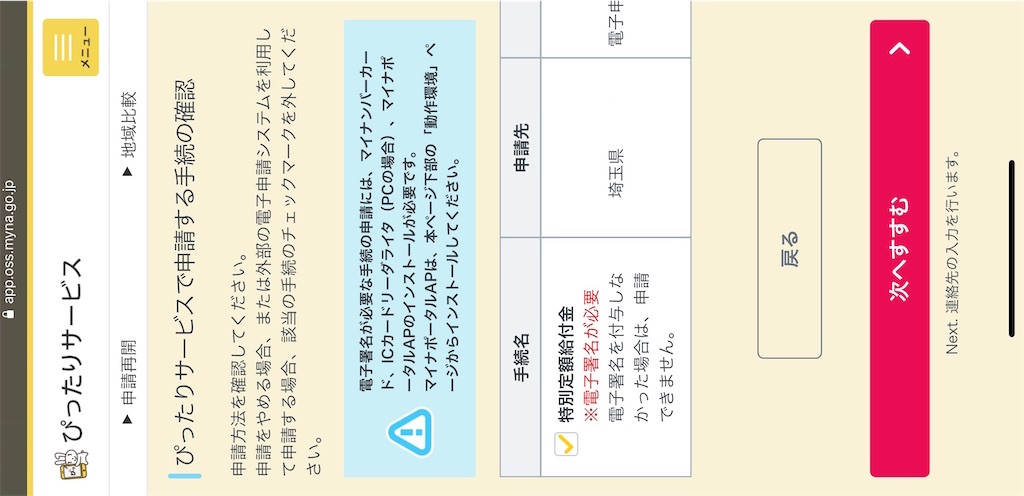 app.oss.myna.go.jp
ぴったりサービス
メニュー
▶ 申請再開
▶ 地域比較
ぴったりサービスで申請する手続の確認
申請方法を確認してください。
申請をやめる場合、または外部の電子申請システムを利用し
て申請する場合、該当の手続のチェックマークを外してくだ
さい。
電子署名が必要な手続の申請には、マイナンバーカー
ド、ICカードリーダライタ（PCの場合）、マイナポ
ータルAPのインストールが必要です。
マイナポータルAPは、本ページ下部の「動作環境」ペ
ージからインストールしてください。
手続名
申請先
特別定額給付金
※電子署名が必要
電子署名を付与しな
かった場合は、申請
できません。
埼玉県
電子申
戻る
次へすすむ
Next. 連絡先の入力を行います。